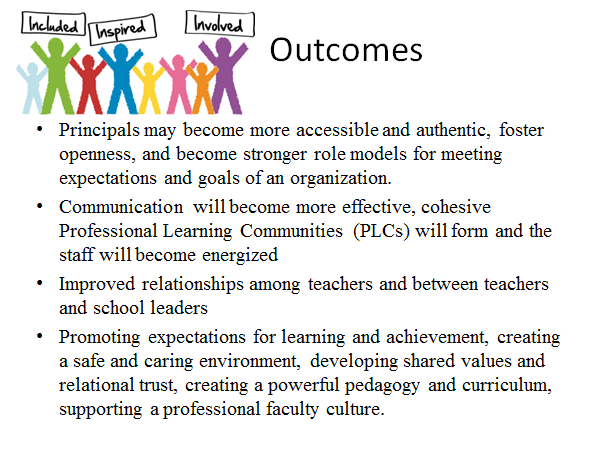 Included
Inspired
Involved
Outcomes
• Principals may become more accessible and authentic, foster
openness, and become stronger role models for meeting
expectations and goals of an organization.
• Communication will become more effective, cohesive
Professional Learning Communities (PLCs) will form and the
staff will become energized
• Improved relationships among teachers and between teachers
and school leaders
• Promoting expectations for learning and achievement, creating
a safe and caring environment, developing shared values and
relational trust, creating a powerful pedagogy and curriculum,
supporting a professional faculty culture.